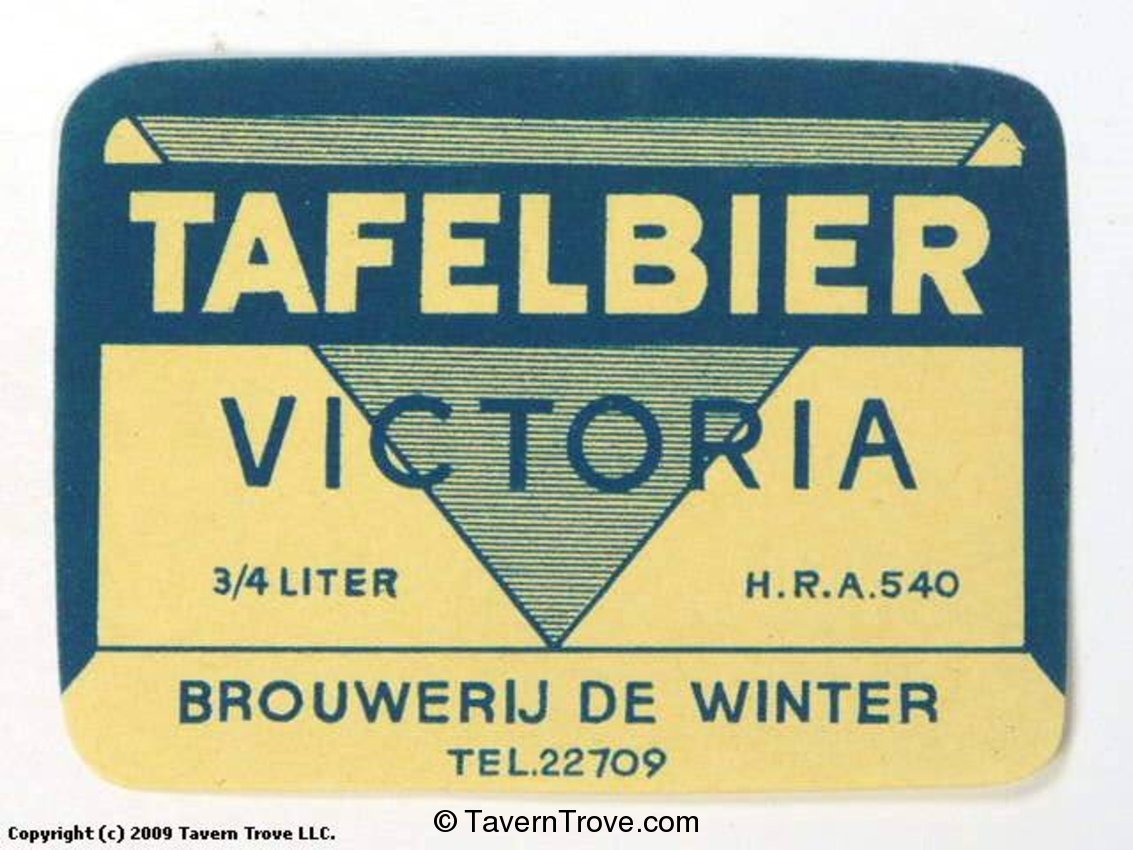 TAFELBIER
VICTORIA
3/4 LITER H.R.A.540
BROUWERIJ DE WINTER
TEL.22709
© TavernTrove.com
Copyright (c) 2009 Tavern Trove LLC.